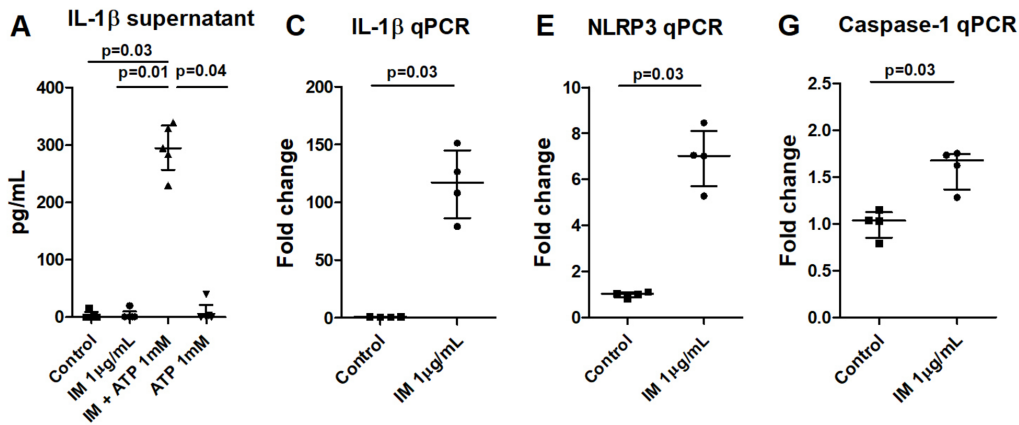 A IL-1β supernatant
p=0.03
p=0.01 p=0.04
400
300
200
100
0
pg/mL
Control
IM 1µg/mL
IM + ATP 1mM
ATP 1mM
C IL-1β qPCR
p=0.03
200
150
100
50
0
Fold change
Control
IM 1µg/mL
E NLRP3 qPCR
p=0.03
10
8
6
4
2
0
Fold change
Control
IM 1µg/mL
G Caspase-1 qPCR
p=0.03
2.5
2.0
1.5
1.0
0.5
0.0
Fold change
Control
IM 1µg/mL